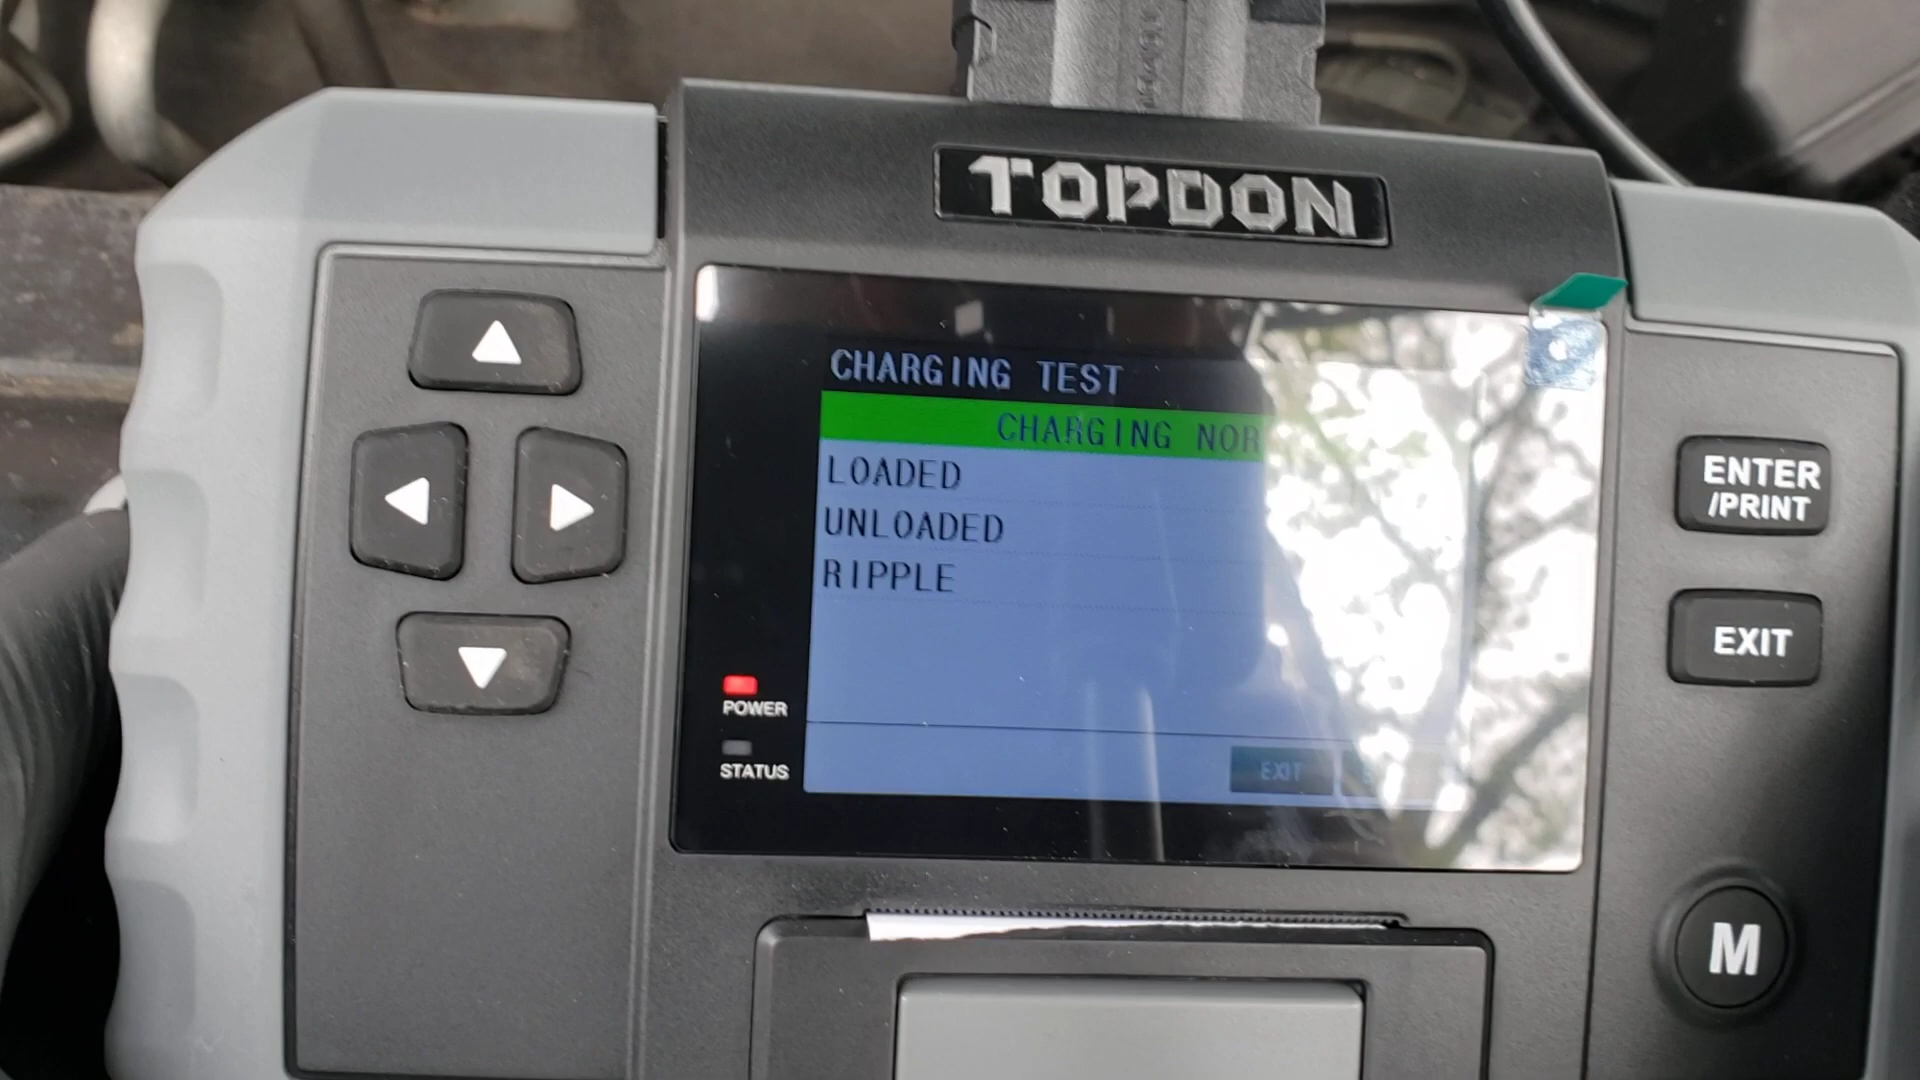 TOPDON
CHARGING TEST
CHARGING NOR
LOADED
UNLOADED
RIPPLE
POWER
STATUS
EXIT
ENTER
/PRINT
EXIT
M